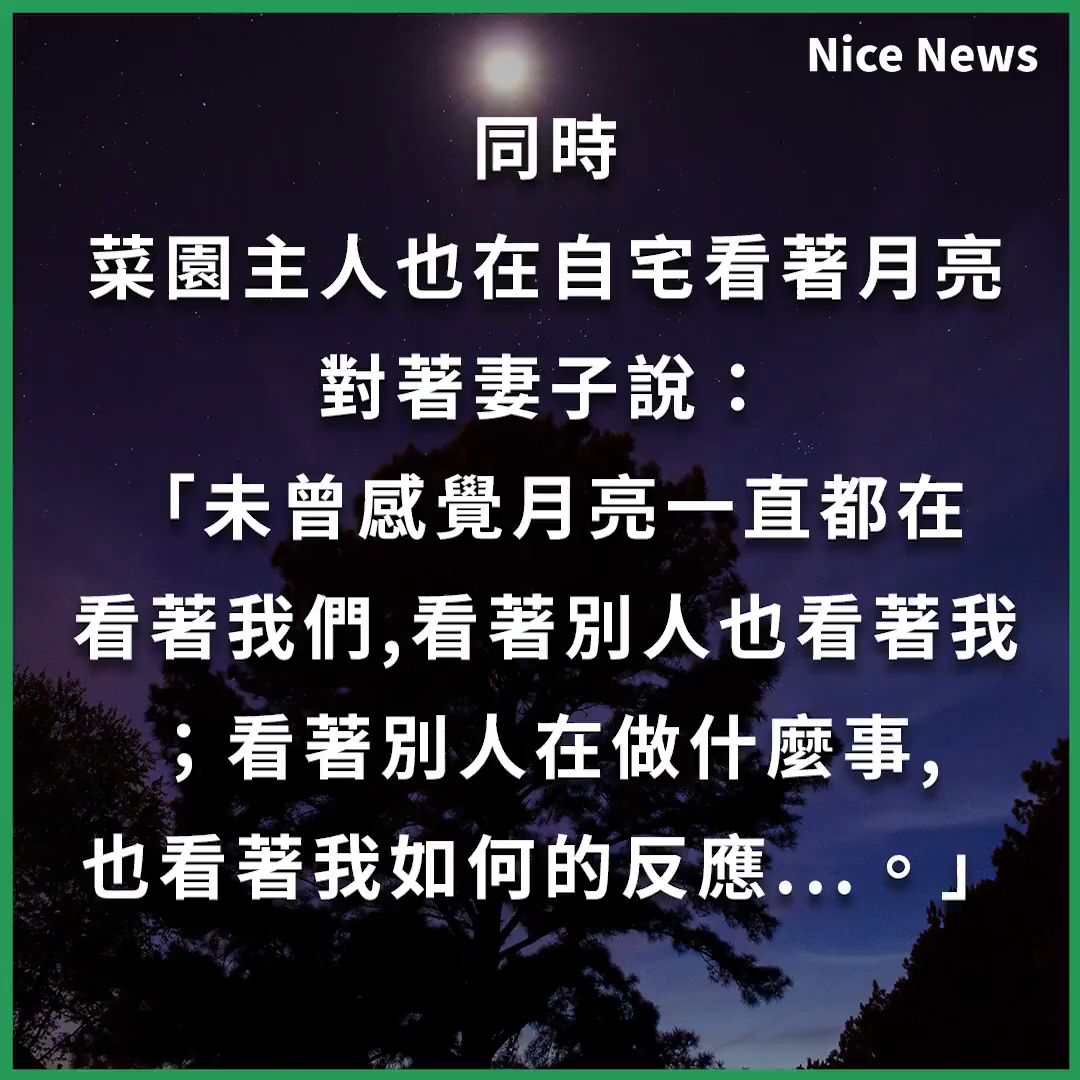 Nice News
同時
菜園主人也在自宅看著月亮
對著妻子說：
「未曾感覺月亮一直都在
看著我們,看著別人也看著我
；看著別人在做什麼事,
也看著我如何的反應...。」